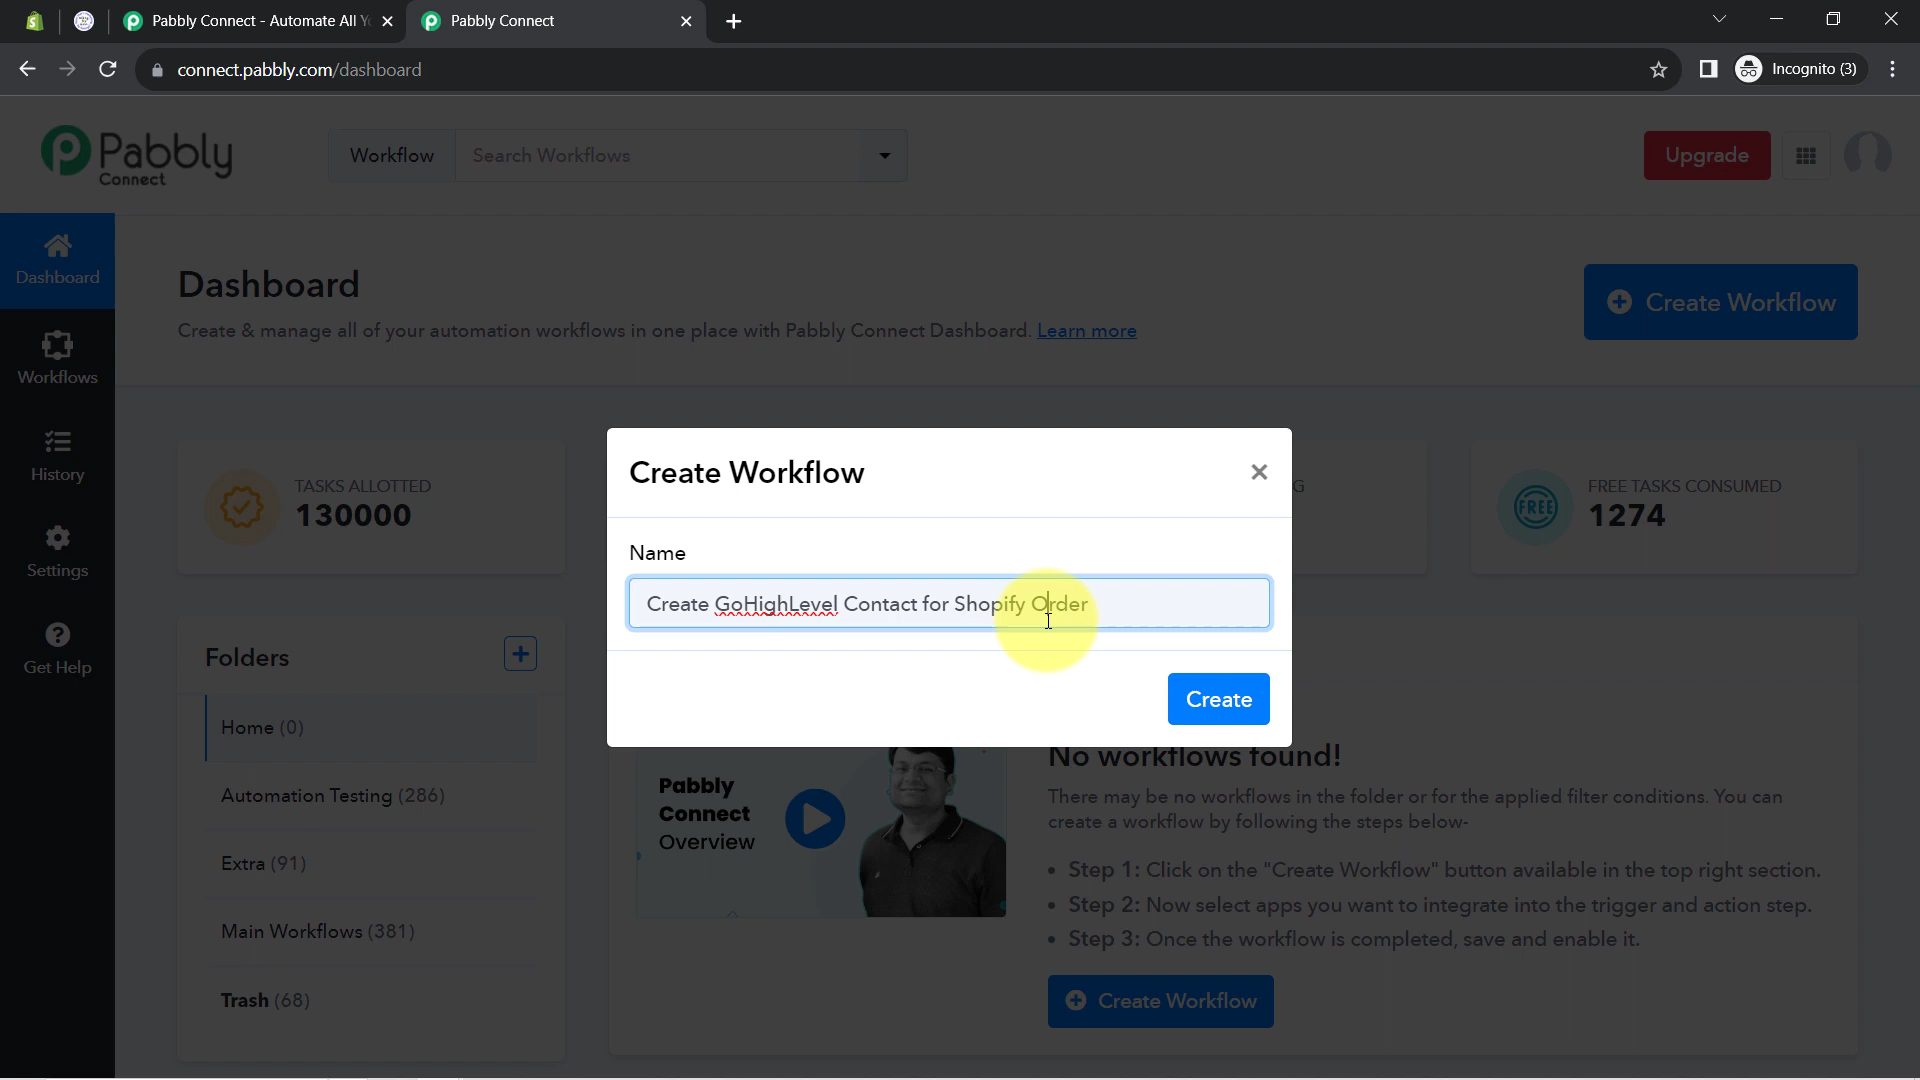 Pabbly Connect - Automate All Y
Pabbly Connect
connect.pabbly.com/dashboard
Incognito (3)
Pabbly
Connect
Workflow
Search Workflows
Upgrade
Dashboard
Workflows
History
Settings
Get Help
Dashboard
Create & manage all of your automation workflows in one place with Pabbly Connect Dashboard. Learn more
Create Workflow
TASKS ALLOTTED
130000
G
FREE TASKS CONSUMED
1274
FREE
Create Workflow
Name
Create GoHighLevel Contact for Shopify Order
Create
Folders
Home (0)
Automation Testing (286)
Extra (91)
Main Workflows (381)
Trash (68)
Pabbly
Connect
Overview
No workflows found!
There may be no workflows in the folder or for the applied filter conditions. You can
create a workflow by following the steps below-
• Step 1: Click on the "Create Workflow" button available in the top right section.
• Step 2: Now select apps you want to integrate into the trigger and action step.
• Step 3: Once the workflow is completed, save and enable it.
Create Workflow